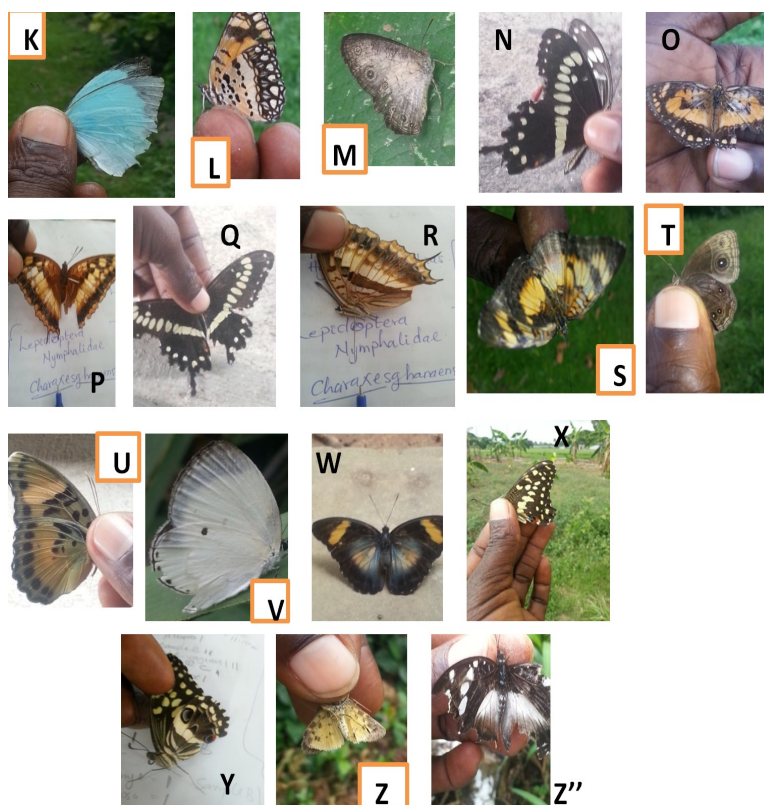 K
L
M
N
O
P
Lepidoptera
Nymphalidae
Q
R
Lepidoptera
Nymphalidae
S
T
U
V
W
X
Y
Z
Z’’